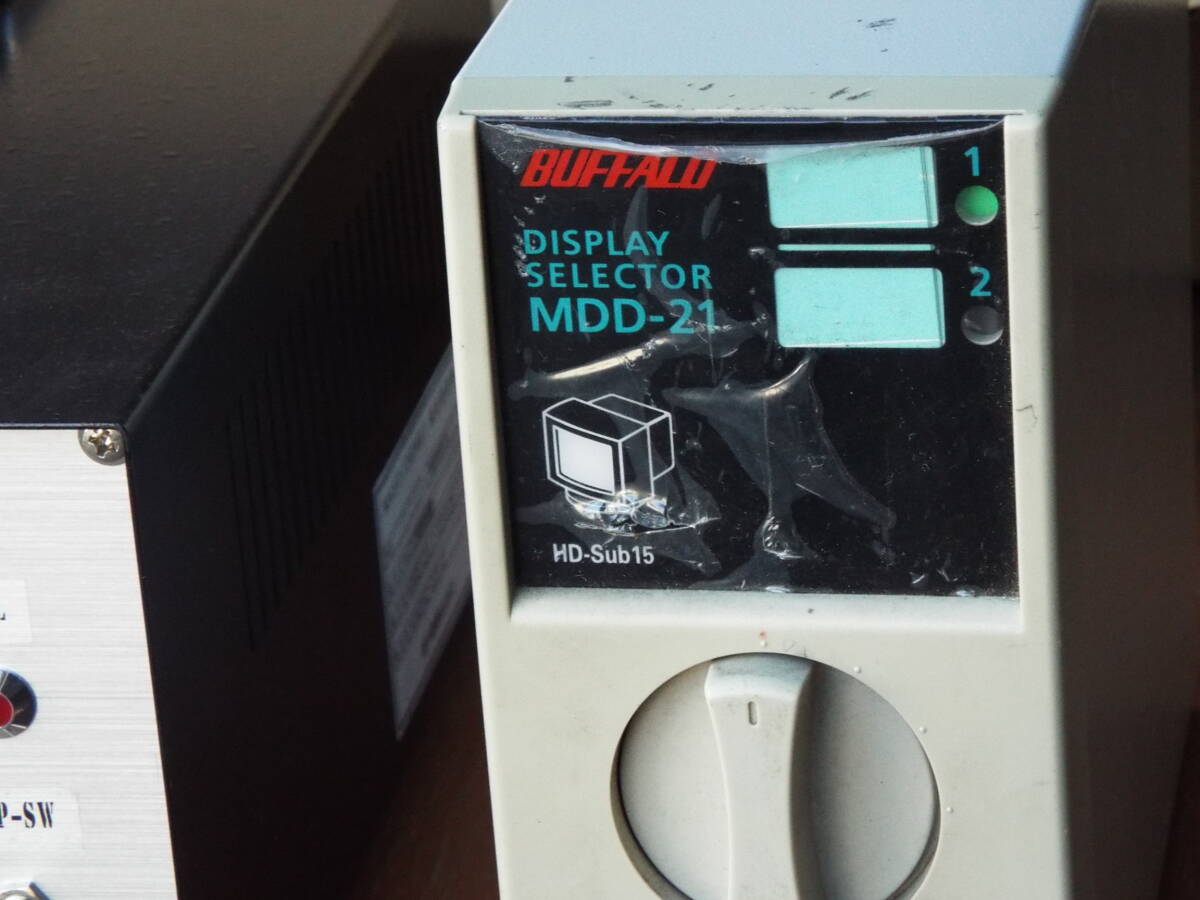 BUFFALO
DISPLAY
SELECTOR
MDD-21
1
2
HD-Sub15
P-SW